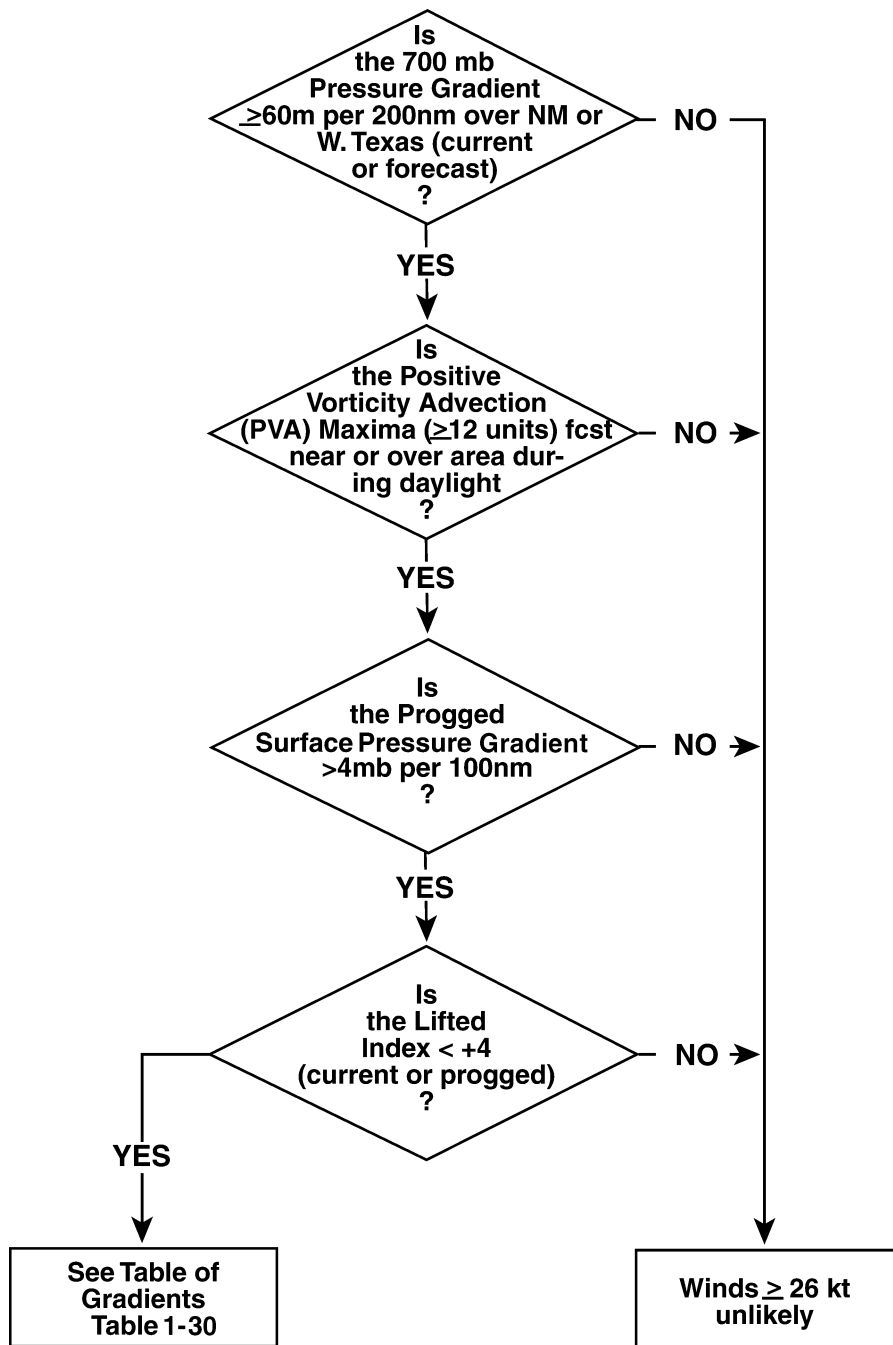 Is
the 700 mb
Pressure Gradient
≥60m per 200nm over NM or
W. Texas (current
or forecast)
?
NO
YES
Is
the Positive
Vorticity Advection
(PVA) Maxima (≥12 units) fcst
near or over area dur-
ing daylight
?
NO
YES
Is
the Progged
Surface Pressure Gradient
>4mb per 100nm
?
NO
YES
Is
the Lifted
Index < +4
(current or progged)
?
NO
YES
See Table of
Gradients
Table 1-30
Winds ≥ 26 kt
unlikely